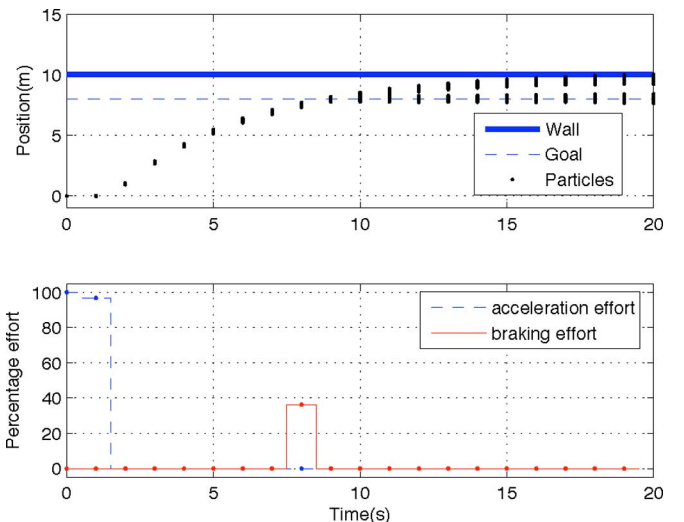 15
10
5
0
Position(m)
0 5 10 15 20
Wall
Goal
Particles
100
80
60
40
20
0
Percentage effort
acceleration effort
braking effort
0 5 10 15 20
Time(s)